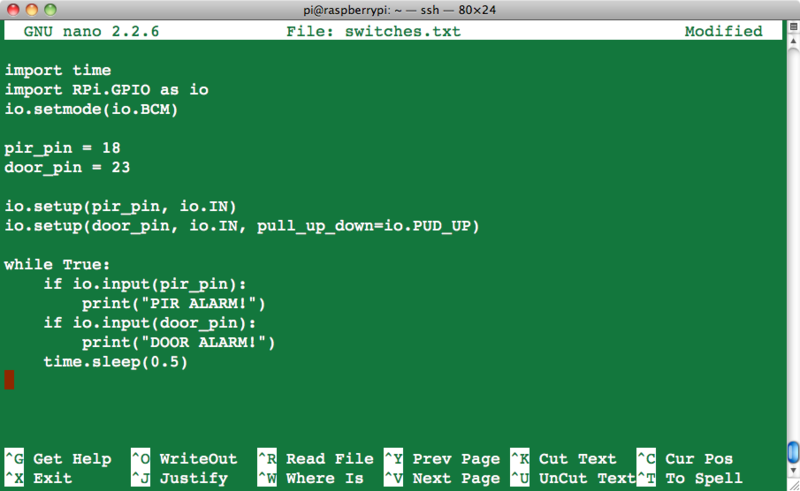 pi@raspberrypi: ~ — ssh — 80×24
GNU nano 2.2.6 File: switches.txt Modified
import time
import RPi.GPIO as io
io.setmode(io.BCM)
pir_pin = 18
door_pin = 23
io.setup(pir_pin, io.IN)
io.setup(door_pin, io.IN, pull_up_down=io.PUD_UP)
while True:
    if io.input(pir_pin):
        print("PIR ALARM!")
    if io.input(door_pin):
        print("DOOR ALARM!")
    time.sleep(0.5)
^G Get Help ^O WriteOut ^R Read File ^Y Prev Page ^K Cut Text ^C Cur Pos
^X Exit ^J Justify ^W Where Is ^V Next Page ^U UnCut Text ^T To Spell